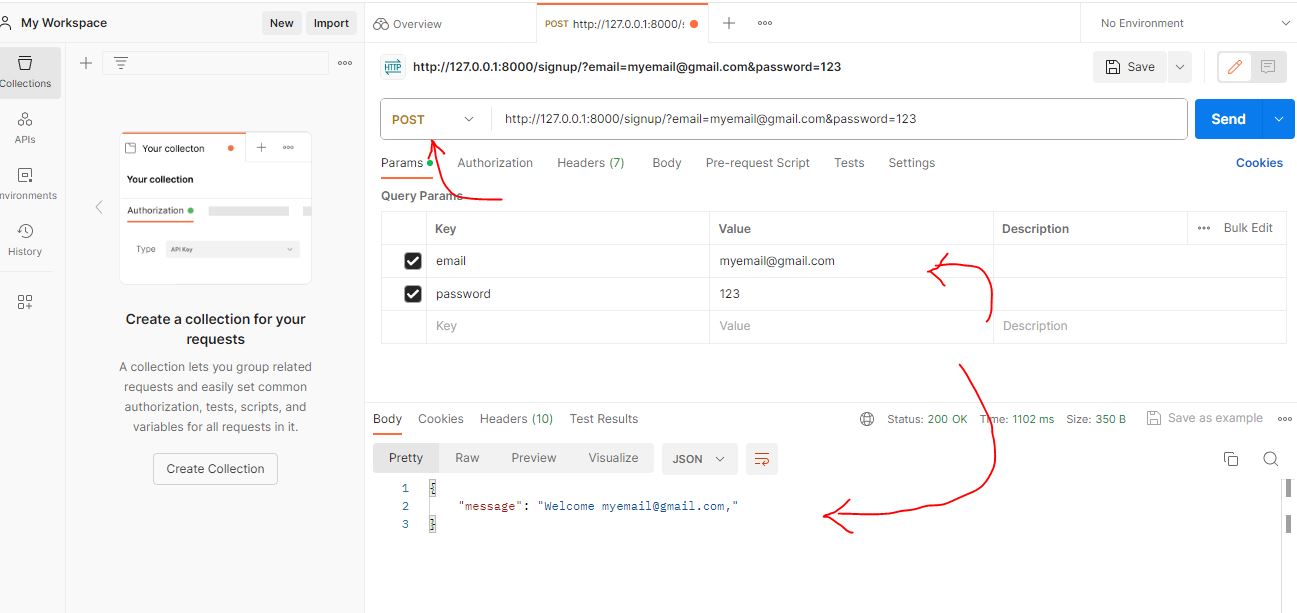 My Workspace
New
Import
Overview
POST http://127.0.0.1:8000/s
No Environment
Collections
APIs
nvironments
History
Your collecton
Your collection
Authorization
Type
API Key
Create a collection for your
requests
A collection lets you group related
requests and easily set common
authorization, tests, scripts, and
variables for all requests in it.
Create Collection
HTTP
http://127.0.0.1:8000/signup/?email=myemail@gmail.com&password=123
Save
POST
http://127.0.0.1:8000/signup/?email=myemail@gmail.com&password=123
Send
Params
Authorization
Headers (7)
Body
Pre-request Script
Tests
Settings
Cookies
Query Params
Key
Value
Description
Bulk Edit
email
myemail@gmail.com
password
123
Key
Value
Description
Body
Cookies
Headers (10)
Test Results
Status: 200 OK
Time: 1102 ms
Size: 350 B
Save as example
Pretty
Raw
Preview
Visualize
JSON
1 {
2 "message": "Welcome myemail@gmail.com,"
3 }